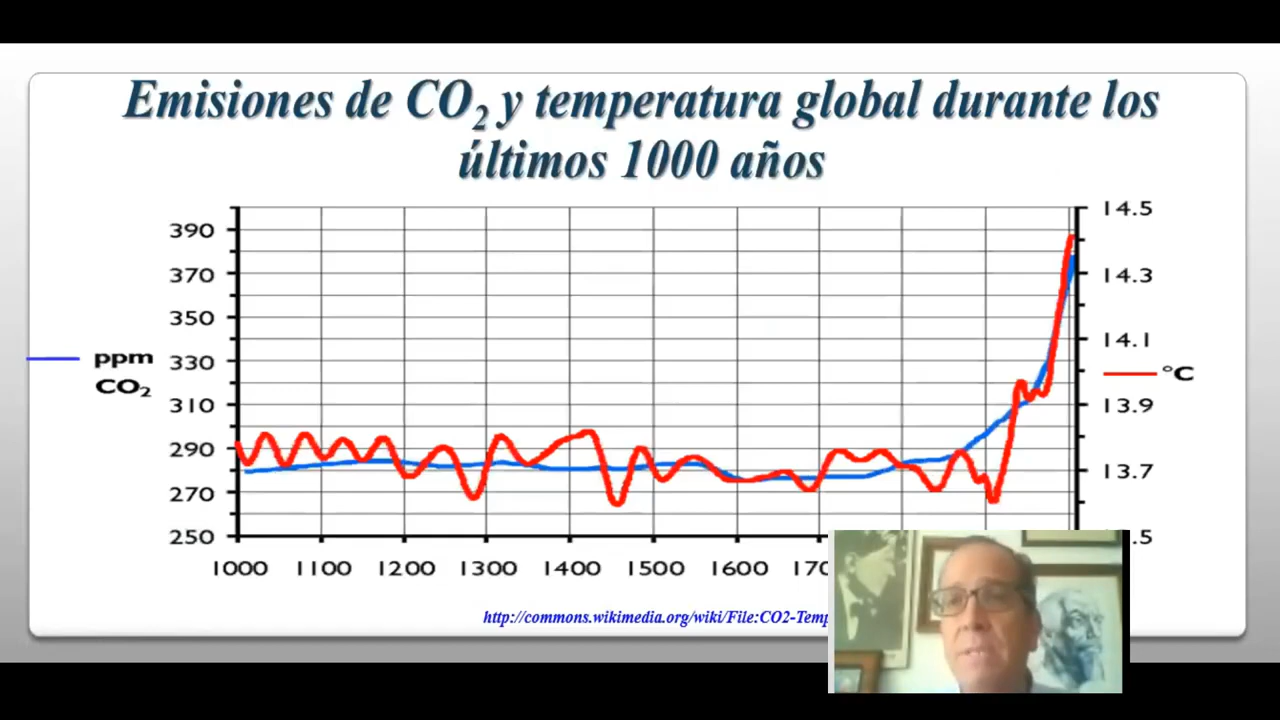 Emisiones de CO₂ y temperatura global durante los
últimos 1000 años
390
370
350
330
310
290
270
250
ppm
CO₂
14.5
14.3
14.1
13.9
13.7
.5
°C
1000 1100 1200 1300 1400 1500 1600 170
http://commons.wikimedia.org/wiki/File:CO2-Temp